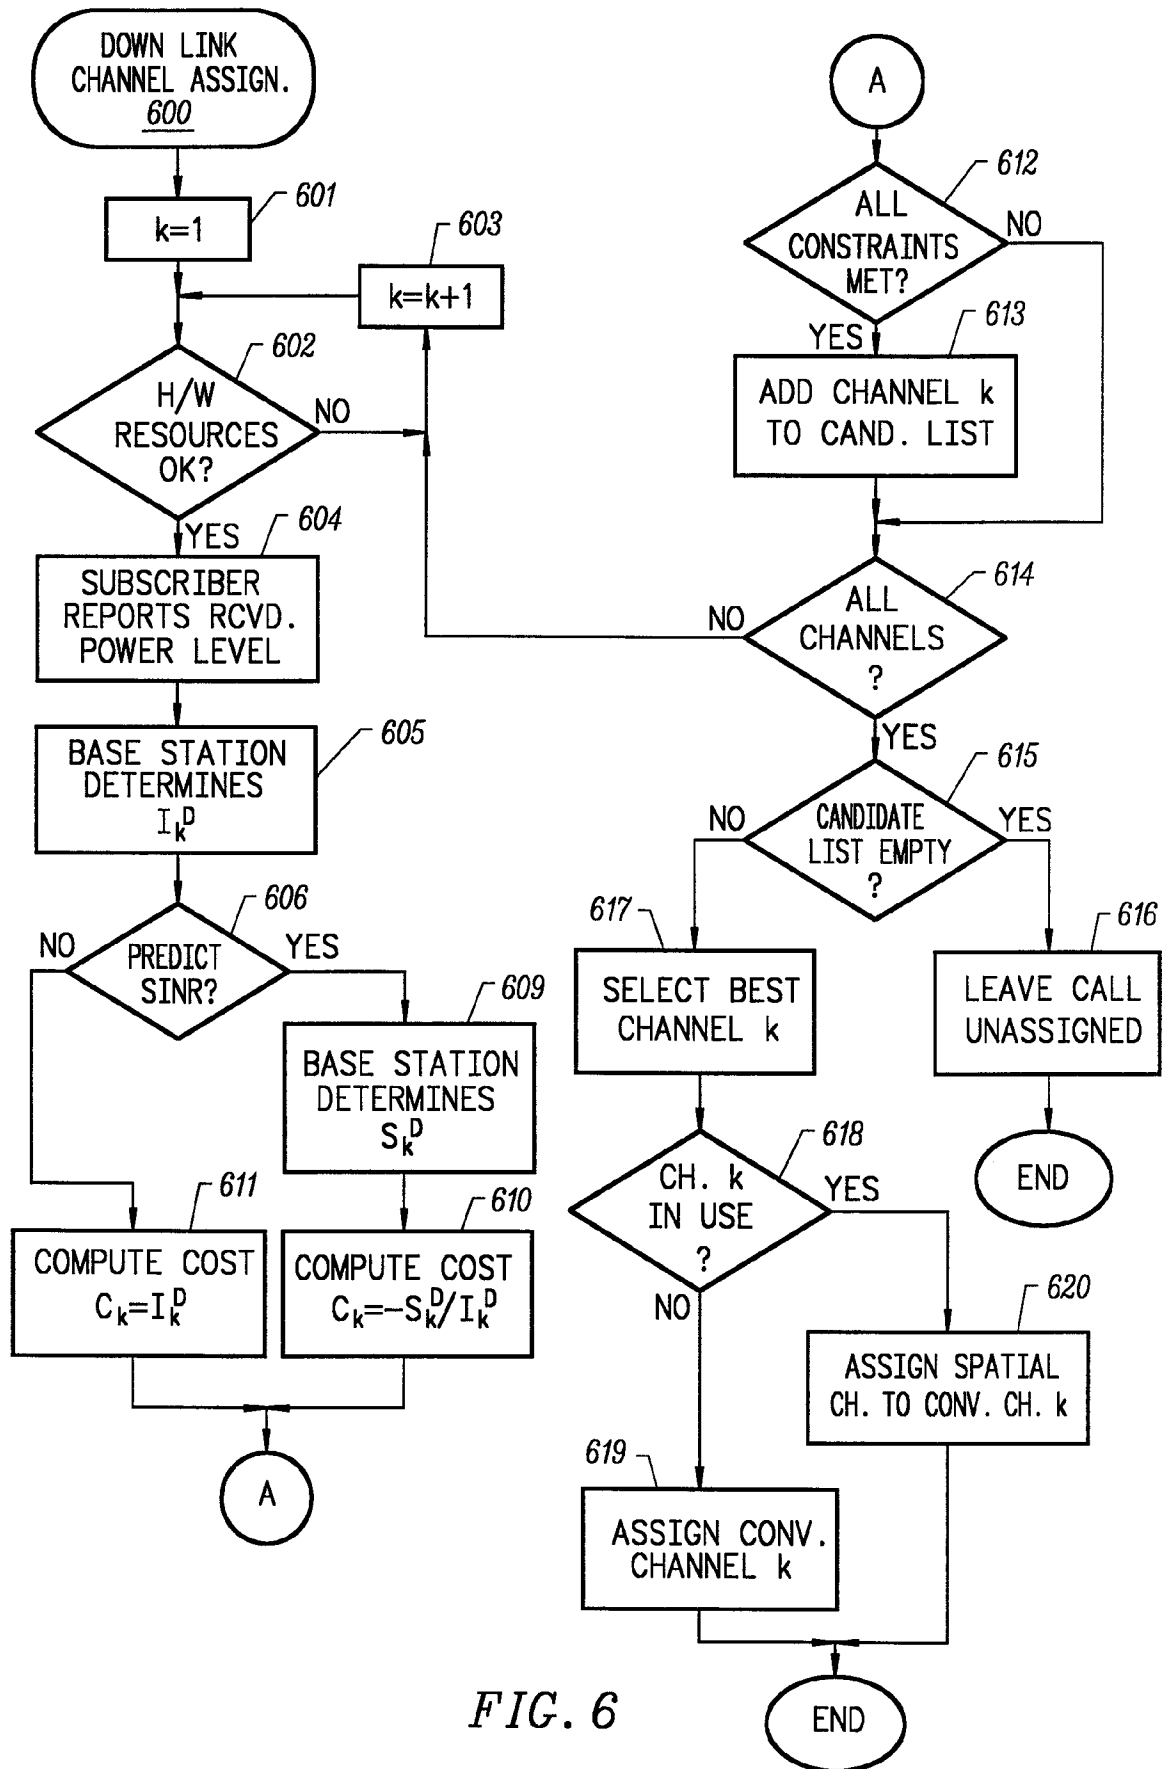 DOWN LINK
CHANNEL ASSIGN.
600
601
k=1
603
k=k+1
602
H/W
RESOURCES
OK?
NO
YES
604
SUBSCRIBER
REPORTS RCVD.
POWER LEVEL
605
BASE STATION
DETERMINES
I_k^D
606
NO
PREDICT
SINR?
YES
609
BASE STATION
DETERMINES
S_k^D
611
COMPUTE COST
C_k=I_k^D
610
COMPUTE COST
C_k=-S_k^D/I_k^D
A
A
612
ALL
CONSTRAINTS
MET?
NO
YES
613
ADD CHANNEL k
TO CAND. LIST
614
NO
ALL
CHANNELS
?
YES
615
NO
CANDIDATE
LIST EMPTY
?
YES
617
SELECT BEST
CHANNEL k
616
LEAVE CALL
UNASSIGNED
END
618
CH. k
IN USE
?
YES
NO
620
ASSIGN SPATIAL
CH. TO CONV. CH. k
619
ASSIGN CONV.
CHANNEL k
END
FIG. 6